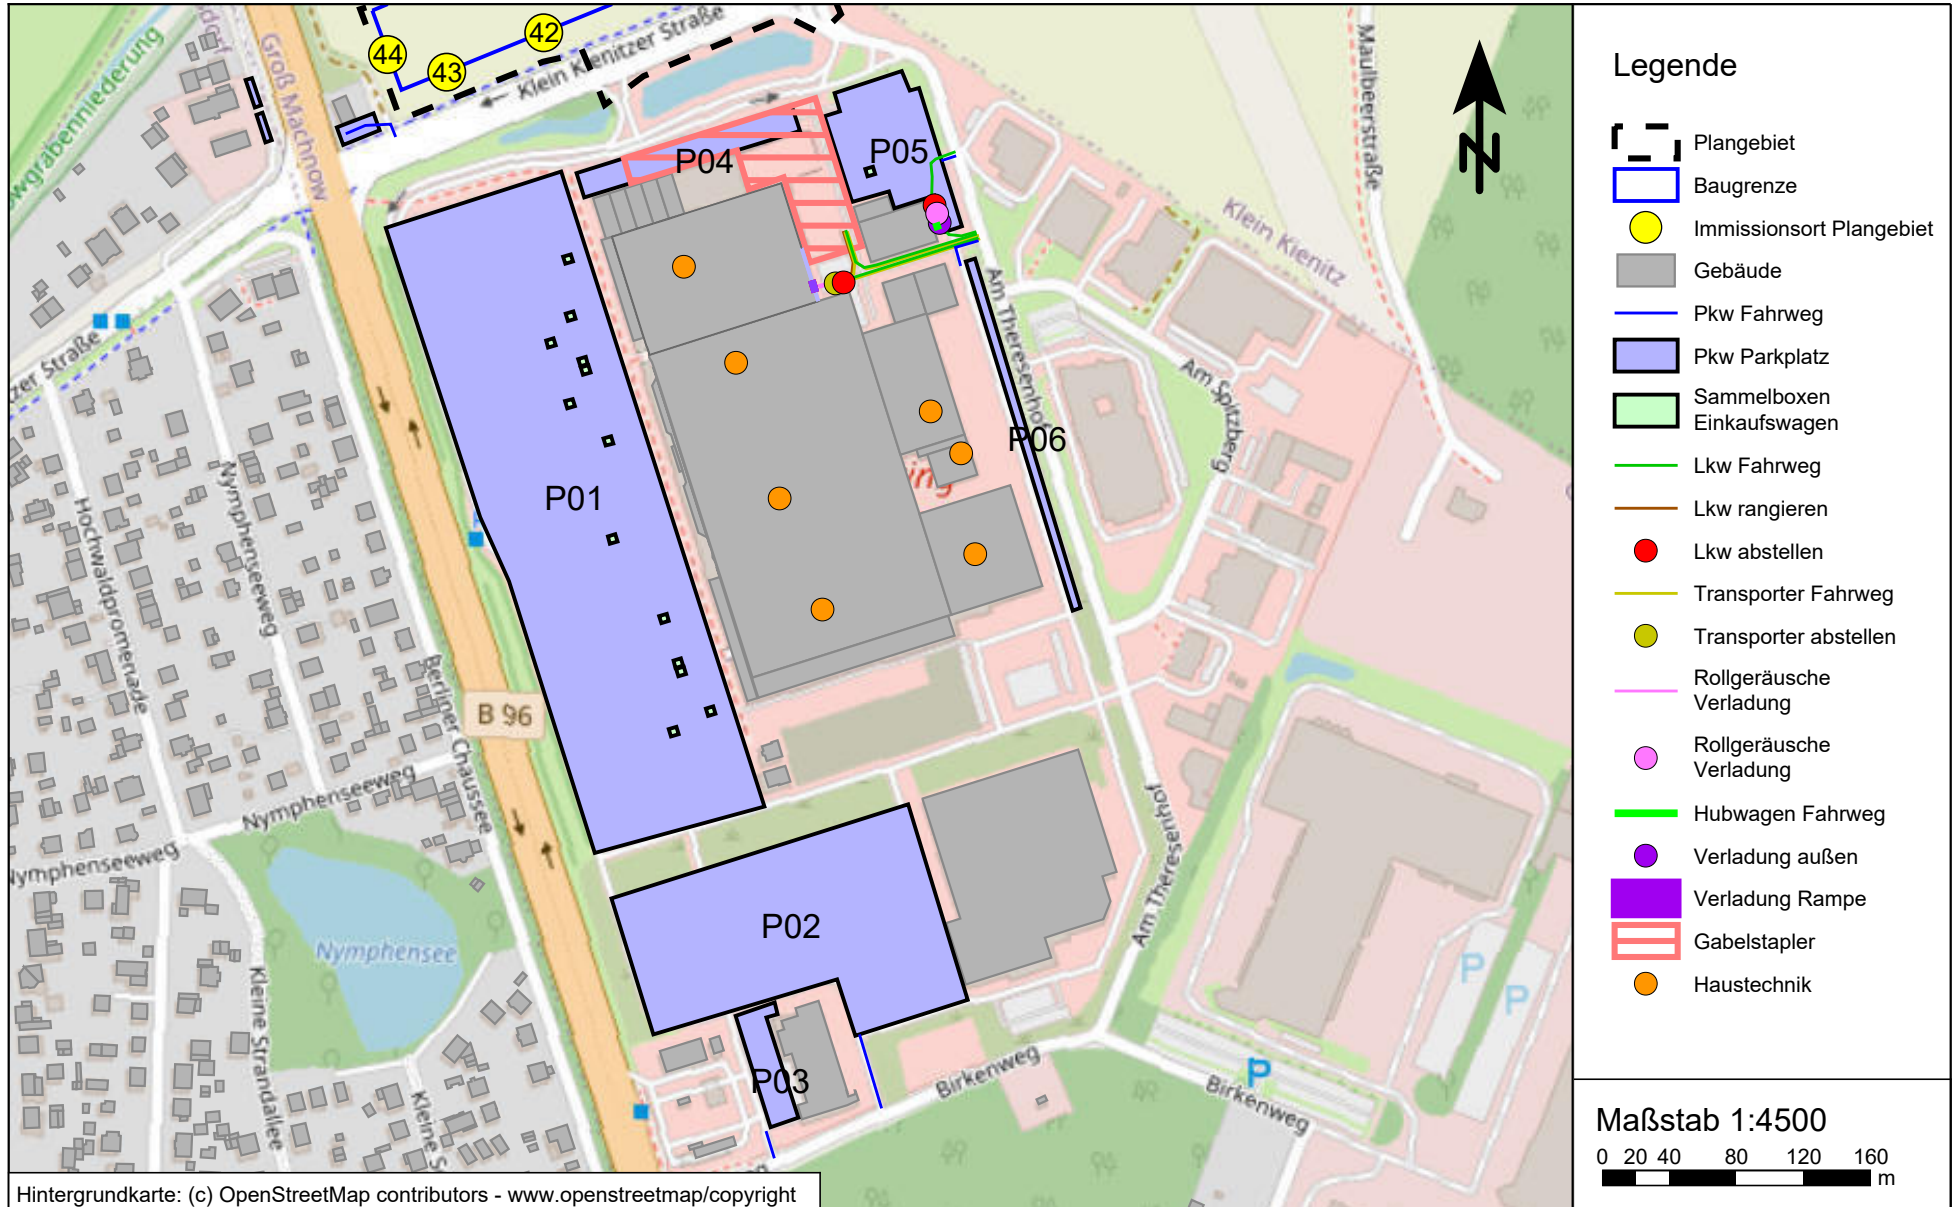 44
43
42
Klein Kienitzer Straße
Groß Machnow
Maulbeerstraße
Klein Kienitz
P04
P05
Am Theresenhof
Am Spitzberg
zer Straße
P01
P06
Hochwaldpromenade
Nymphenseeweg
Berliner Chaussee
B 96
Nymphenseeweg
Nymphenseeweg
Nymphensee
Kleine Strandallee
P02
P03
Am Theresenhof
Am Theresenhof
Birkenweg
Birkenweg
P
P
P
Hintergrundkarte: (c) OpenStreetMap contributors - www.openstreetmap/copyright
N
Legende
Plangebiet
Baugrenze
Immissionsort Plangebiet
Gebäude
Pkw Fahrweg
Pkw Parkplatz
Sammelboxen
Einkaufswagen
Lkw Fahrweg
Lkw rangieren
Lkw abstellen
Transporter Fahrweg
Transporter abstellen
Rollgeräusche
Verladung
Rollgeräusche
Verladung
Hubwagen Fahrweg
Verladung außen
Verladung Rampe
Gabelstapler
Haustechnik
Maßstab 1:4500
0 20 40 80 120 160
m